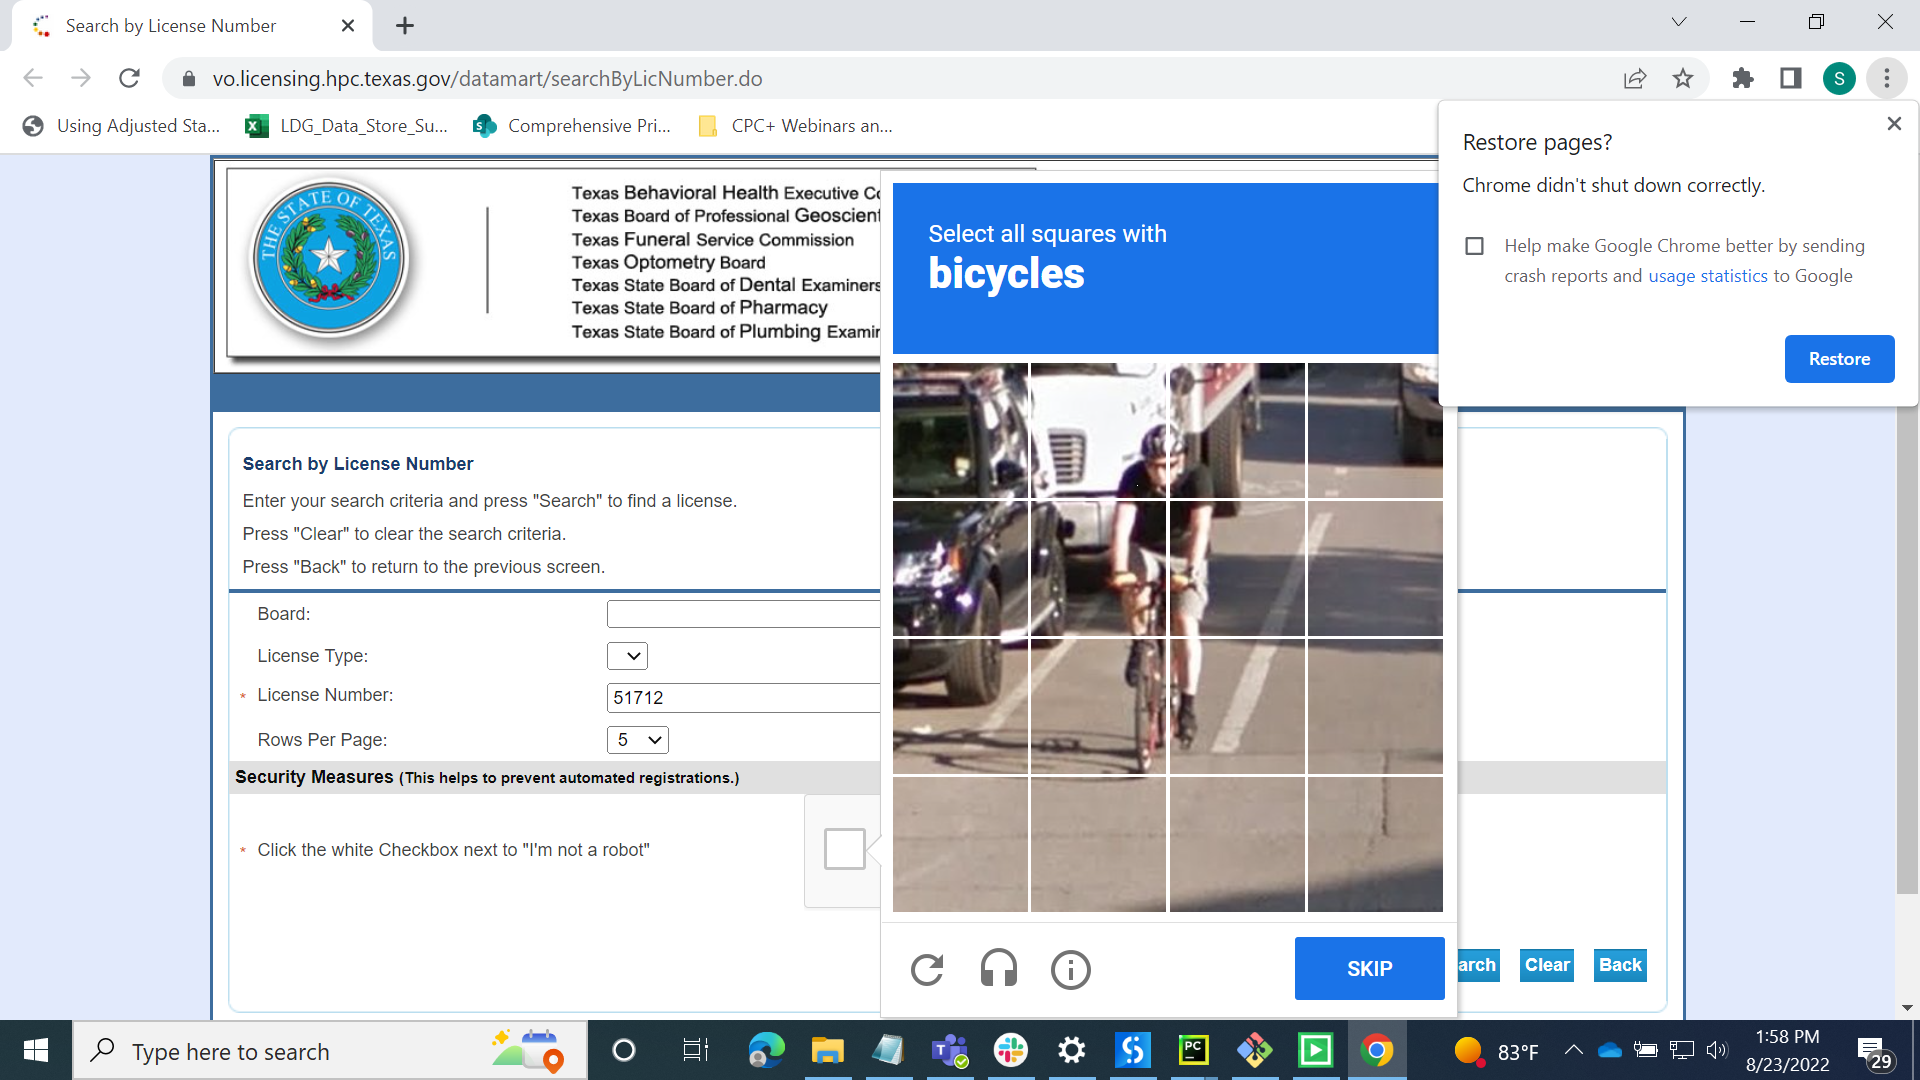 Search by License Number
vo.licensing.hpc.texas.gov/datamart/searchByLicNumber.do
S
Using Adjusted Sta...
LDG_Data_Store_Su...
Comprehensive Pri...
CPC+ Webinars an...
Restore pages?
Chrome didn't shut down correctly.
Help make Google Chrome better by sending
crash reports and usage statistics to Google
Restore
THE STATE OF TEXAS
Texas Behavioral Health Executive
Texas Board of Professional
Texas Funeral Service Commission
Texas Optometry Board
Texas State Board of Dental Examiners
Texas State Board of Pharmacy
Texas State Board of Plumbing
Select all squares with
bicycles
Search by License Number
Enter your search criteria and press "Search" to find a license.
Press "Clear" to clear the search criteria.
Press "Back" to return to the previous screen.
Board:
License Type:
* License Number:
51712
Rows Per Page:
5
Security Measures (This helps to prevent automated registrations.)
* Click the white Checkbox next to "I'm not a robot"
SKIP
arch
Clear
Back
Type here to search
PC
83°F
1:58 PM
8/23/2022
29